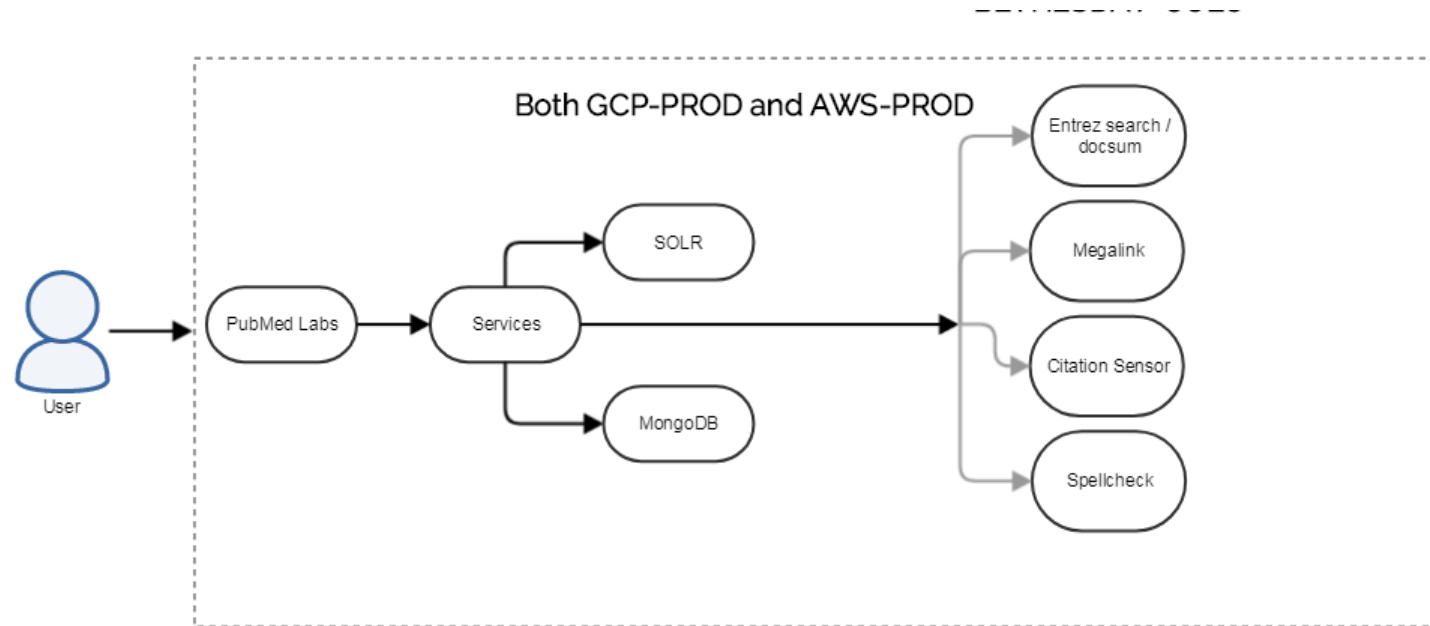 Both GCP-PROD and AWS-PROD
Entrez search /
docsum
SOLR
Megalink
PubMed Labs
Services
Citation Sensor
User
MongoDB
Spellcheck